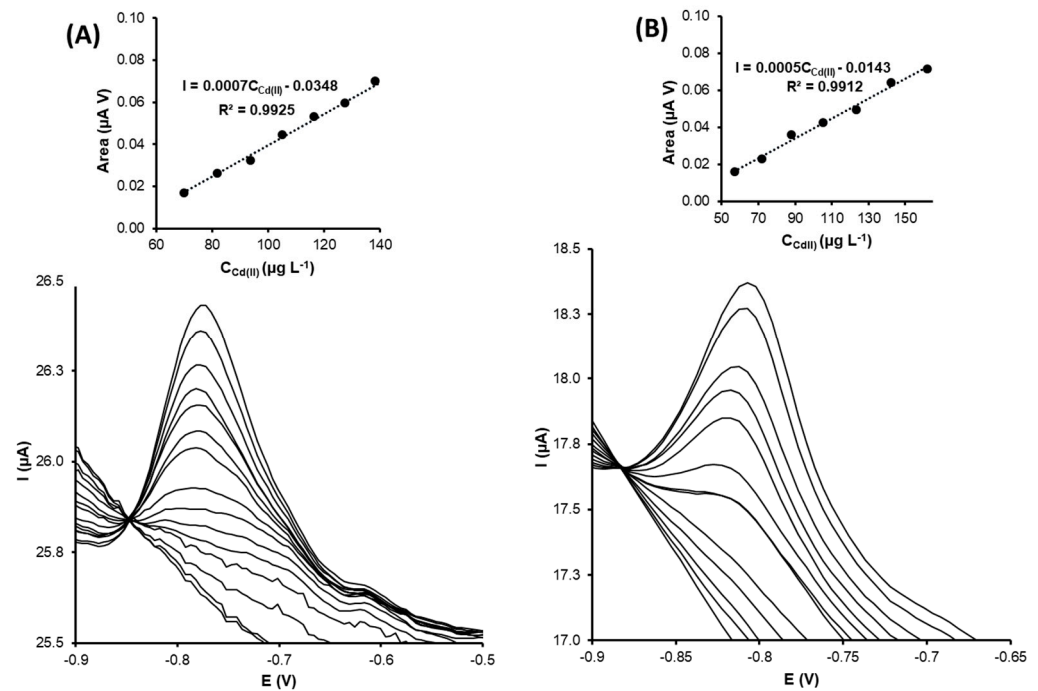 (A)
0.10
0.08
0.06
0.04
0.02
0.00
Area (µA V)
I = 0.0007C_Cd(II) - 0.0348
R² = 0.9925
60 80 100 120 140
C_Cd(II) (µg L⁻¹)
26.5
26.3
26.0
25.8
25.5
I (µA)
-0.9 -0.8 -0.7 -0.6 -0.5
E (V)
(B)
0.10
0.08
0.06
0.04
0.02
0.00
Area (µA V)
I = 0.0005C_Cd(II) - 0.0143
R² = 0.9912
50 70 90 110 130 150
C_CdII) (µg L⁻¹)
18.5
18.3
18.0
17.8
17.5
17.3
17.0
I (µA)
-0.9 -0.85 -0.8 -0.75 -0.7 -0.65
E (V)